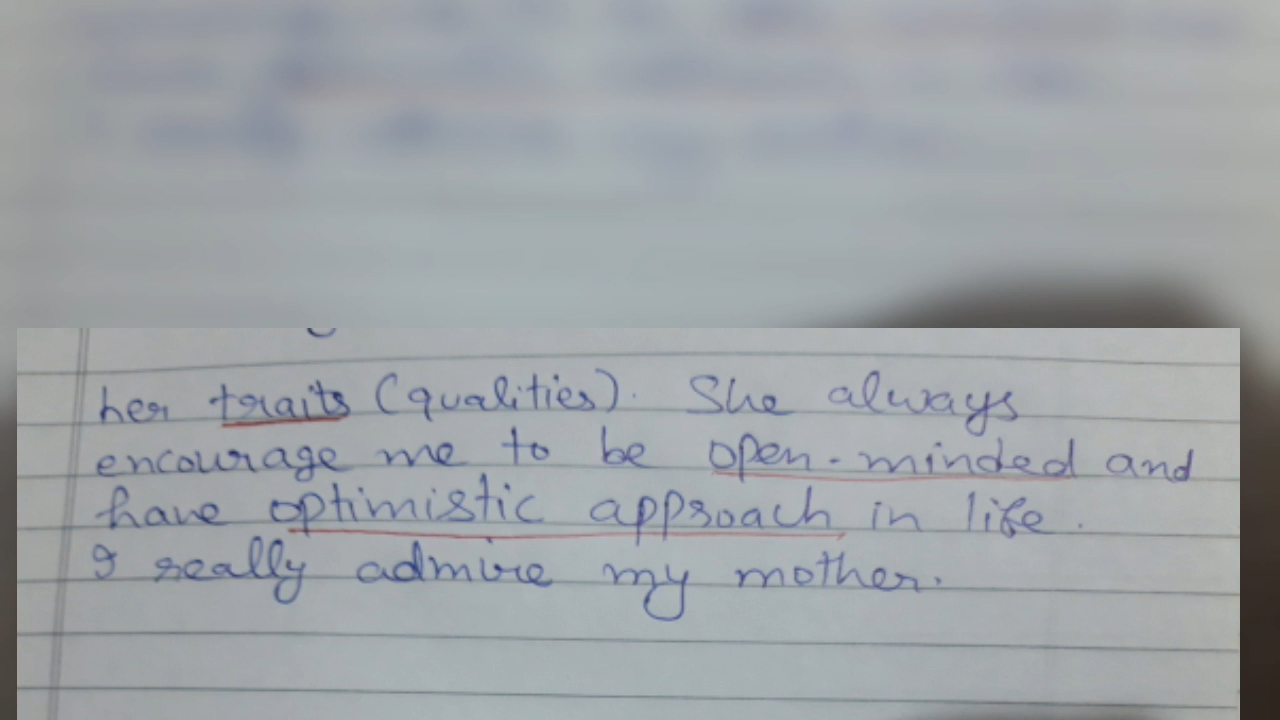 her traits (qualities). She always
encourage me to be open-minded and
have optimistic approach in life.
I really admire my mother.